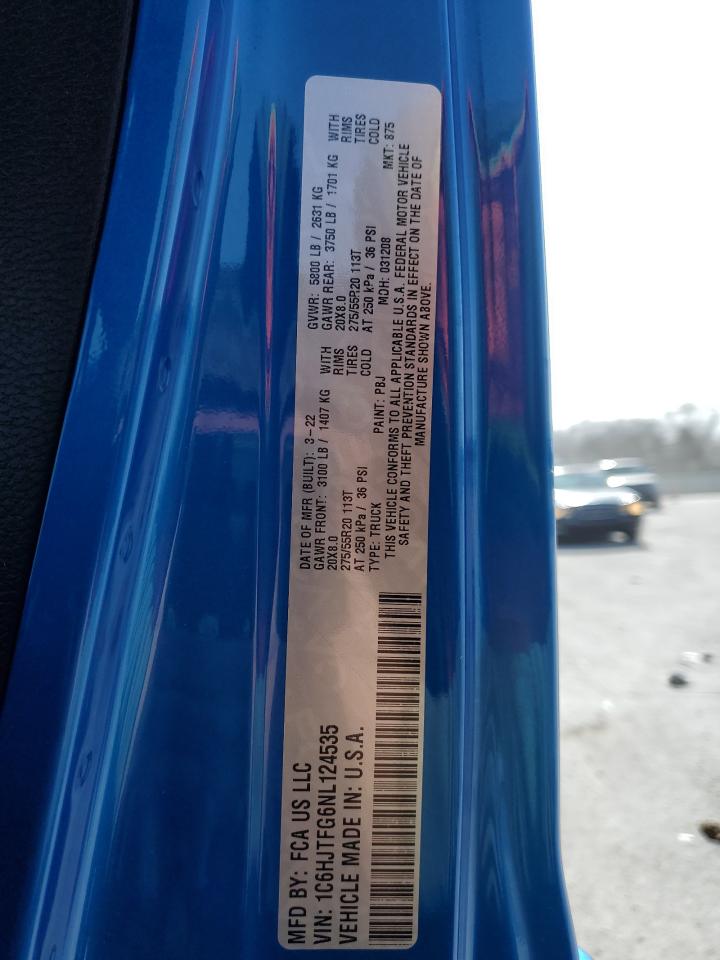 MFD BY: FCA US LLC
VIN: 1C6HJTFG6NL124535
VEHICLE MADE IN: U.S.A.
DATE OF MFR (BUILT): 3-22 GVWR: 5800 LB / 2631 KG
GAWR FRONT: 3100 LB / 1407 KG WITH GAWR REAR: 3750 LB / 1701 KG WITH
20X8.0 RIMS 20X8.0 RIMS
275/55R20 113T TIRES 275/55R20 113T TIRES
AT 250 kPa / 36 PSI COLD AT 250 kPa / 36 PSI COLD
TYPE: TRUCK PAINT: PBJ MDH: 031208 MKT: 875
THIS VEHICLE CONFORMS TO ALL APPLICABLE U.S.A. FEDERAL MOTOR VEHICLE
SAFETY AND THEFT PREVENTION STANDARDS IN EFFECT ON THE DATE OF
MANUFACTURE SHOWN ABOVE.